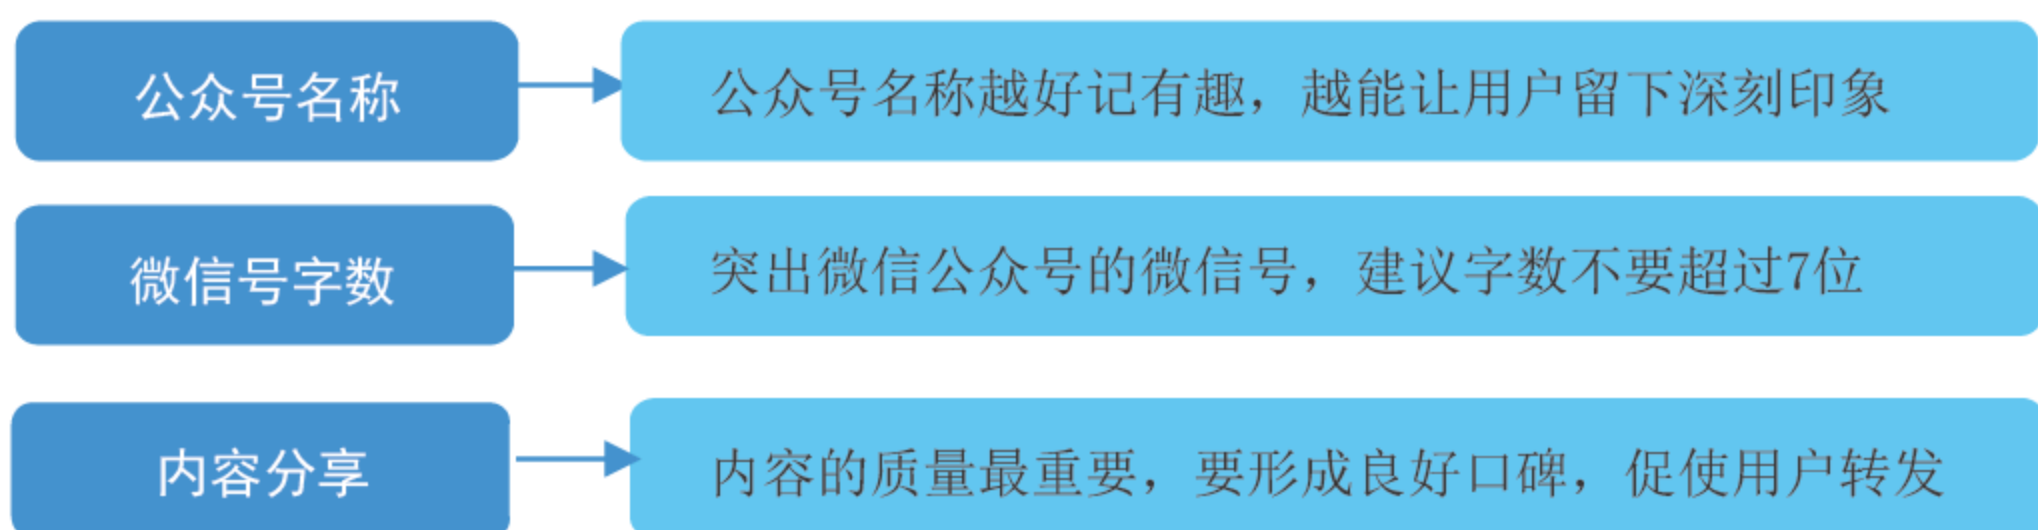 公众号名称
公众号名称越好记有趣，越能让用户留下深刻印象
微信号字数
突出微信公众号的微信号，建议字数不要超过7位
内容分享
内容的质量最重要，要形成良好口碑，促使用户转发